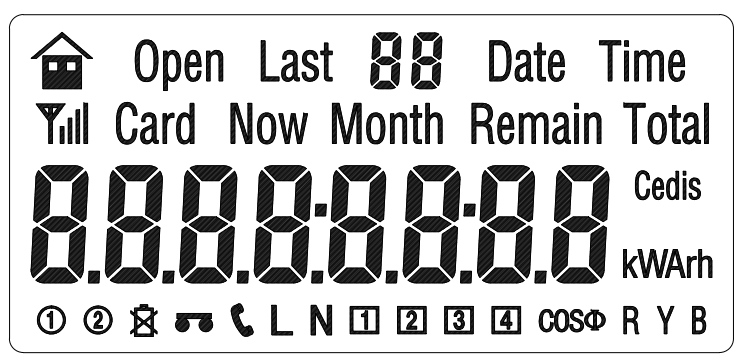 Open Last 88 Date Time
Card Now Month Remain Total
8.8.8.8:8.8:8.8 Cedis
kWArh
① ② L N 1 2 3 4 COSΦ R Y B